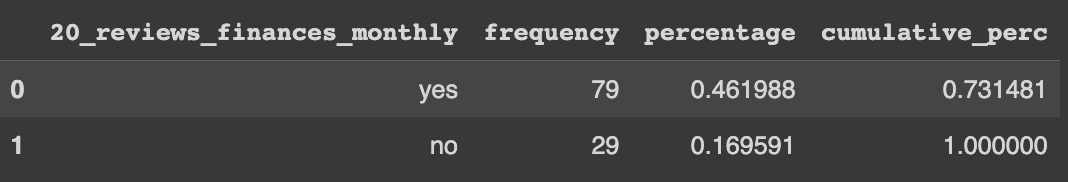 20_reviews_finances_monthly frequency percentage cumulative_perc
0 yes 79 0.461988 0.731481
1 no 29 0.169591 1.000000